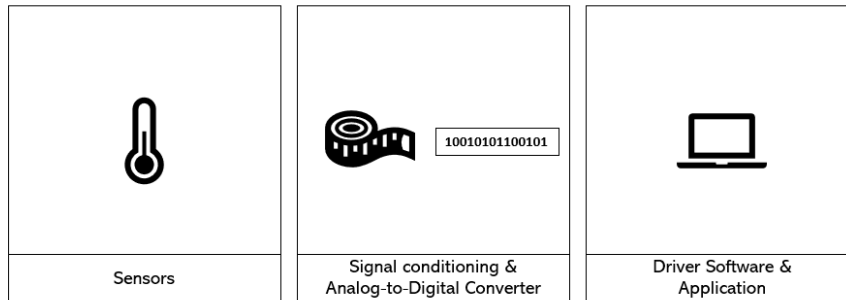 10010101100101
Sensors
Signal conditioning &
Analog-to-Digital Converter
Driver Software &
Application